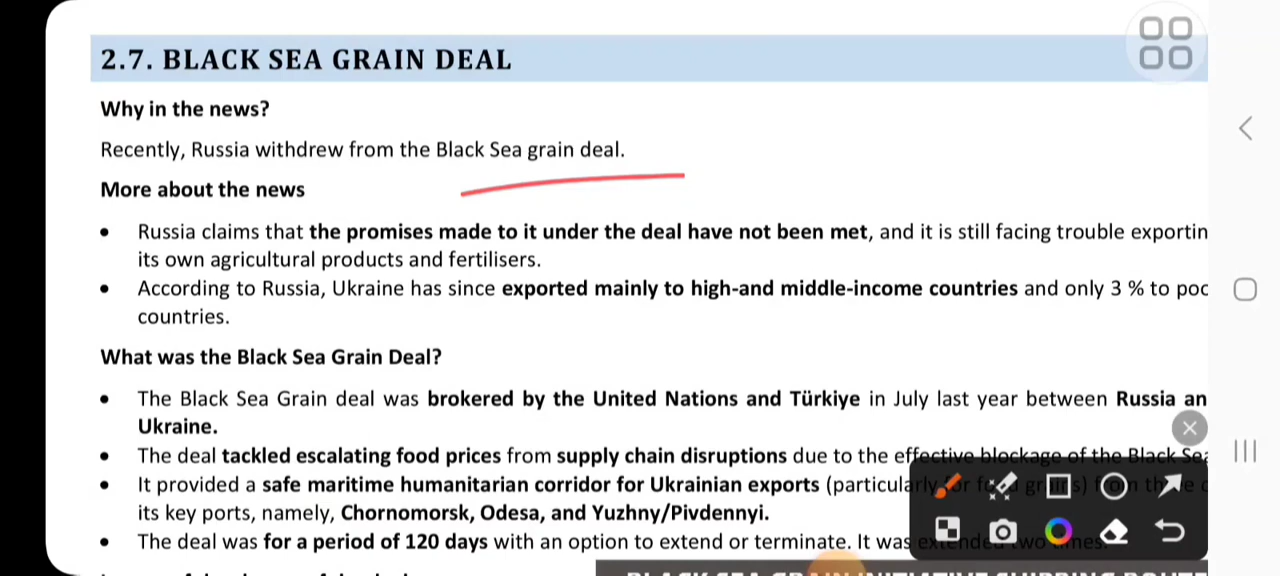 2.7. BLACK SEA GRAIN DEAL
Why in the news?
Recently, Russia withdrew from the Black Sea grain deal.
More about the news
• Russia claims that the promises made to it under the deal have not been met, and it is still facing trouble exportin
its own agricultural products and fertilisers.
• According to Russia, Ukraine has since exported mainly to high-and middle-income countries and only 3 % to poo
countries.
What was the Black Sea Grain Deal?
• The Black Sea Grain deal was brokered by the United Nations and Türkiye in July last year between Russia an
Ukraine.
• The deal tackled escalating food prices from supply chain disruptions due to the effective blockage of the Black Sea
• It provided a safe maritime humanitarian corridor for Ukrainian exports (particularly for food grains) from
its key ports, namely, Chornomorsk, Odesa, and Yuzhny/Pivdennyi.
• The deal was for a period of 120 days with an option to extend or terminate. It was extended two times.